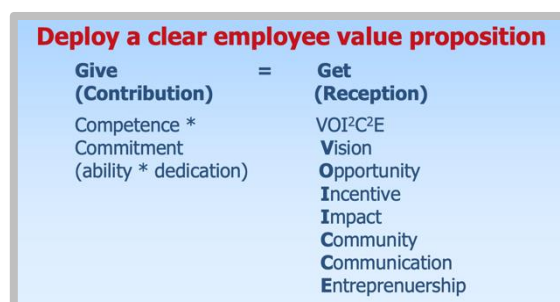 Deploy a clear employee value proposition
Give = Get
(Contribution) (Reception)
Competence * VOI²C²E
Commitment Vision
(ability * dedication) Opportunity
Incentive
Impact
Community
Communication
Entreprenuership